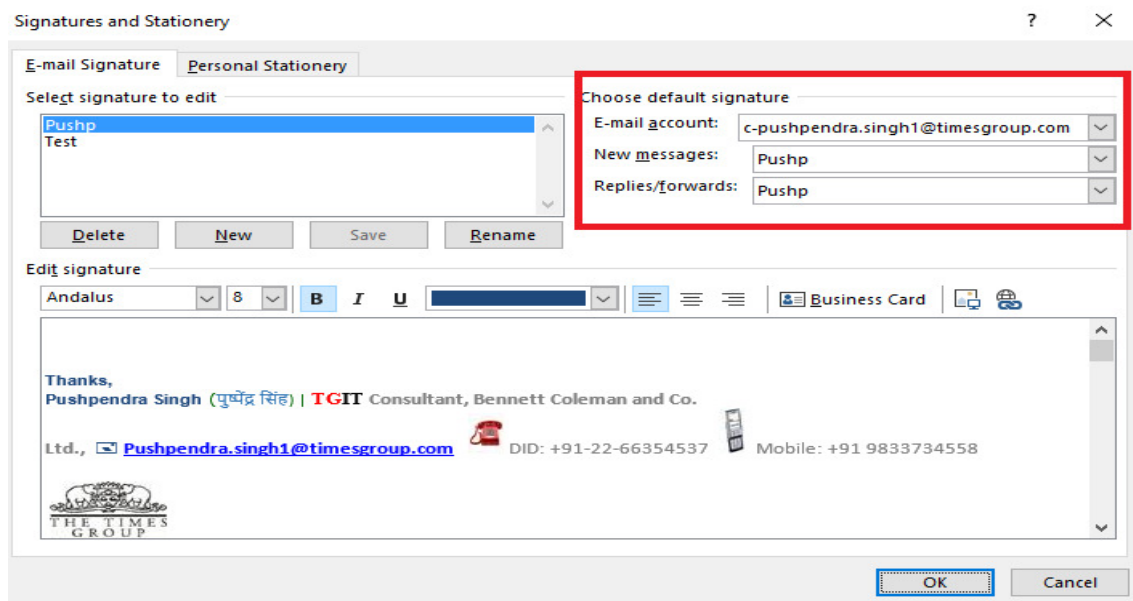 Signatures and Stationery
E-mail Signature
Personal Stationery
Select signature to edit
Pushp
Test
Delete
New
Save
Rename
Choose default signature
E-mail account: c-pushpendra.singh1@timesgroup.com
New messages: Pushp
Replies/forwards: Pushp
Edit signature
Andalus 8 B I U Business Card
Thanks,
Pushpendra Singh (पुष्पेंद्र सिंह) | TGIT Consultant, Bennett Coleman and Co.
Ltd., Pushpendra.singh1@timesgroup.com DID: +91-22-66354537 Mobile: +91 9833734558
THE TIMES
GROUP
OK Cancel